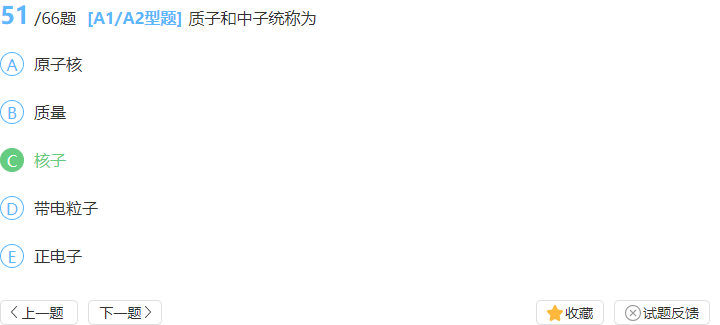 51 /66题 [A1/A2型题] 质子和中子统称为
A 原子核
B 质量
C 核子
D 带电粒子
E 正电子
上一题 下一题 收藏 试题反馈